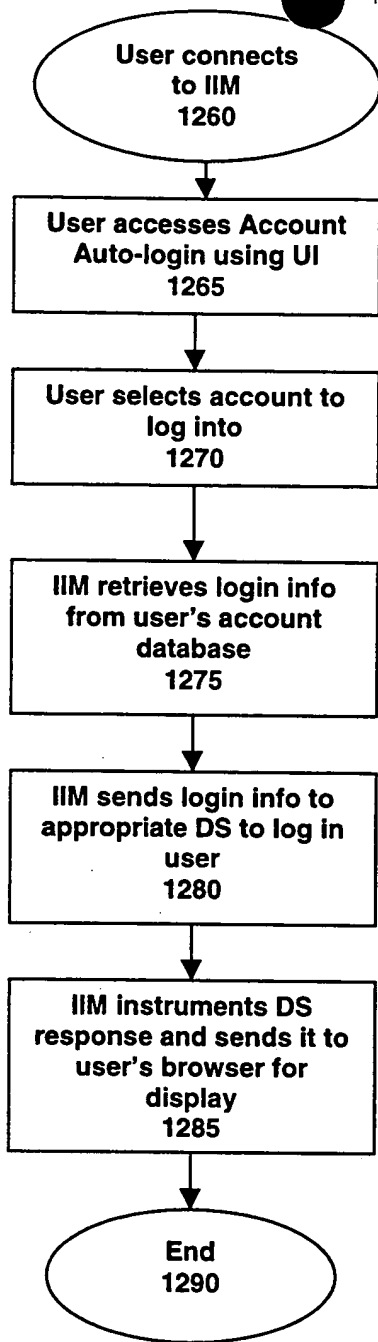 User connects
to IIM
1260
User accesses Account
Auto-login using UI
1265
User selects account to
log into
1270
IIM retrieves login info
from user's account
database
1275
IIM sends login info to
appropriate DS to log in
user
1280
IIM instruments DS
response and sends it to
user's browser for
display
1285
End
1290